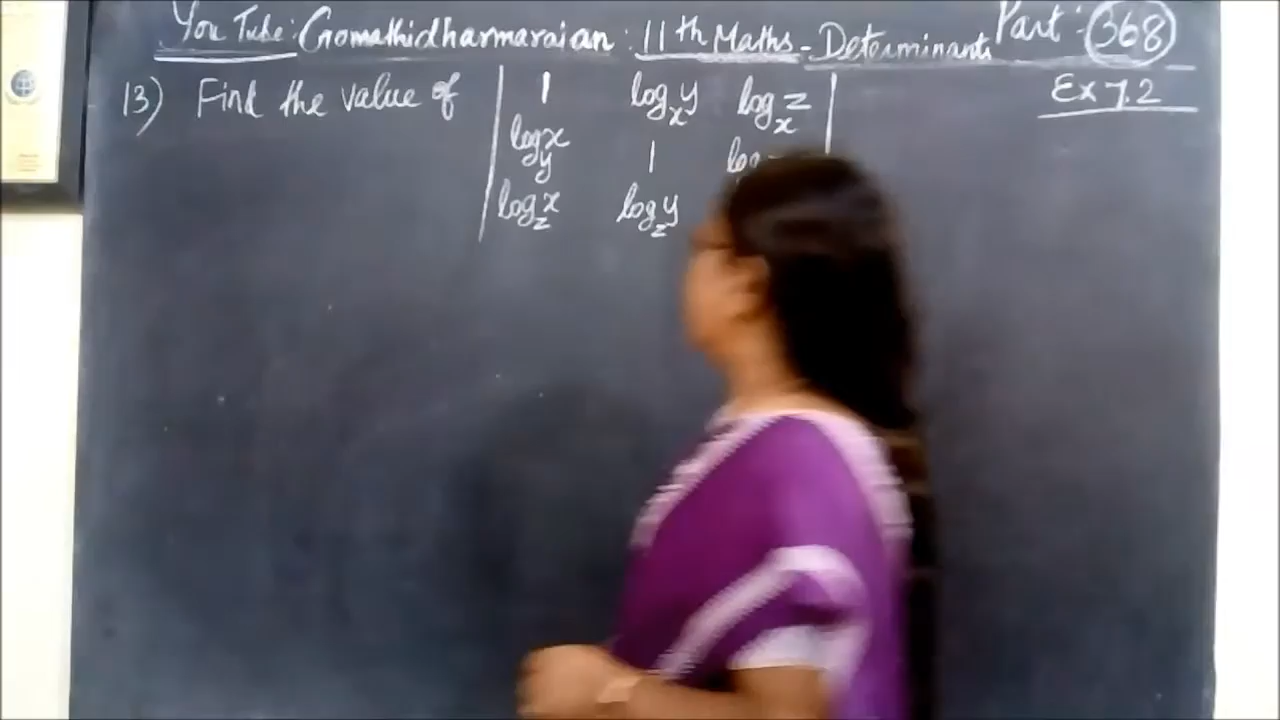 You Tube: Gomathidharmarajan: 11th Maths - Determinants Part: 368
13) Find the value of Ex 7.2
1 log_x y log_x z
log_y x 1 log
log_z x log_z y